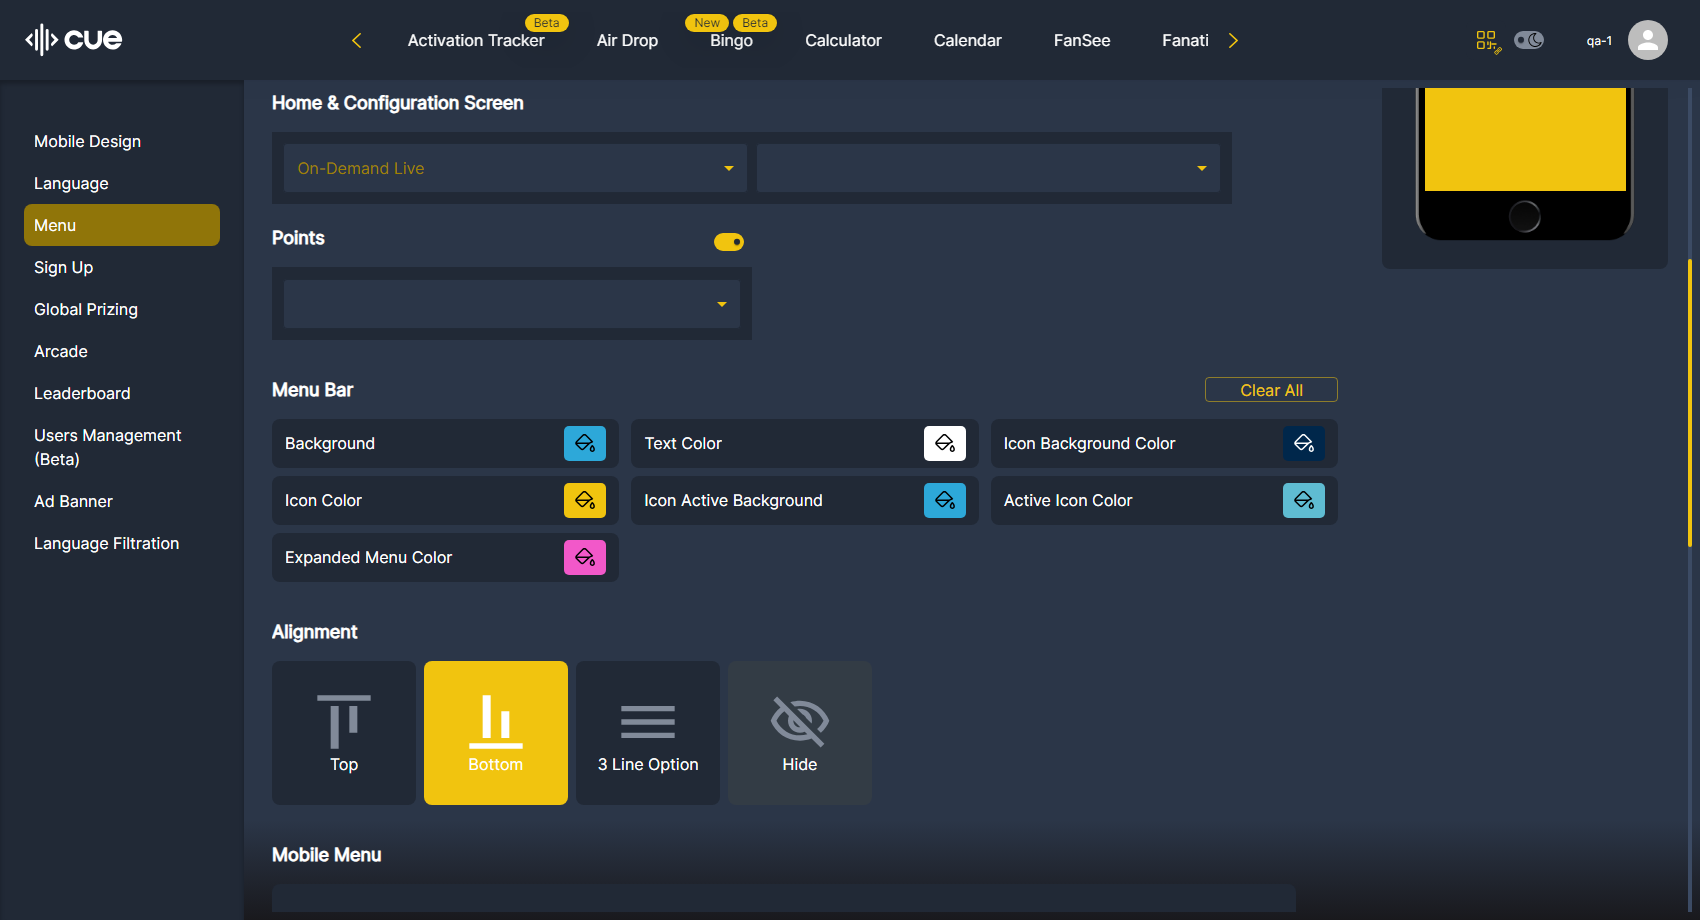 cue
Beta
New
Beta
Activation Tracker
Air Drop
Bingo
Calculator
Calendar
FanSee
Fanati
qa-1
Mobile Design
Language
Menu
Sign Up
Global Prizing
Arcade
Leaderboard
Users Management
(Beta)
Ad Banner
Language Filtration
Home & Configuration Screen
On-Demand Live
Points
Menu Bar
Clear All
Background
Text Color
Icon Background Color
Icon Color
Icon Active Background
Active Icon Color
Expanded Menu Color
Alignment
Top
Bottom
3 Line Option
Hide
Mobile Menu